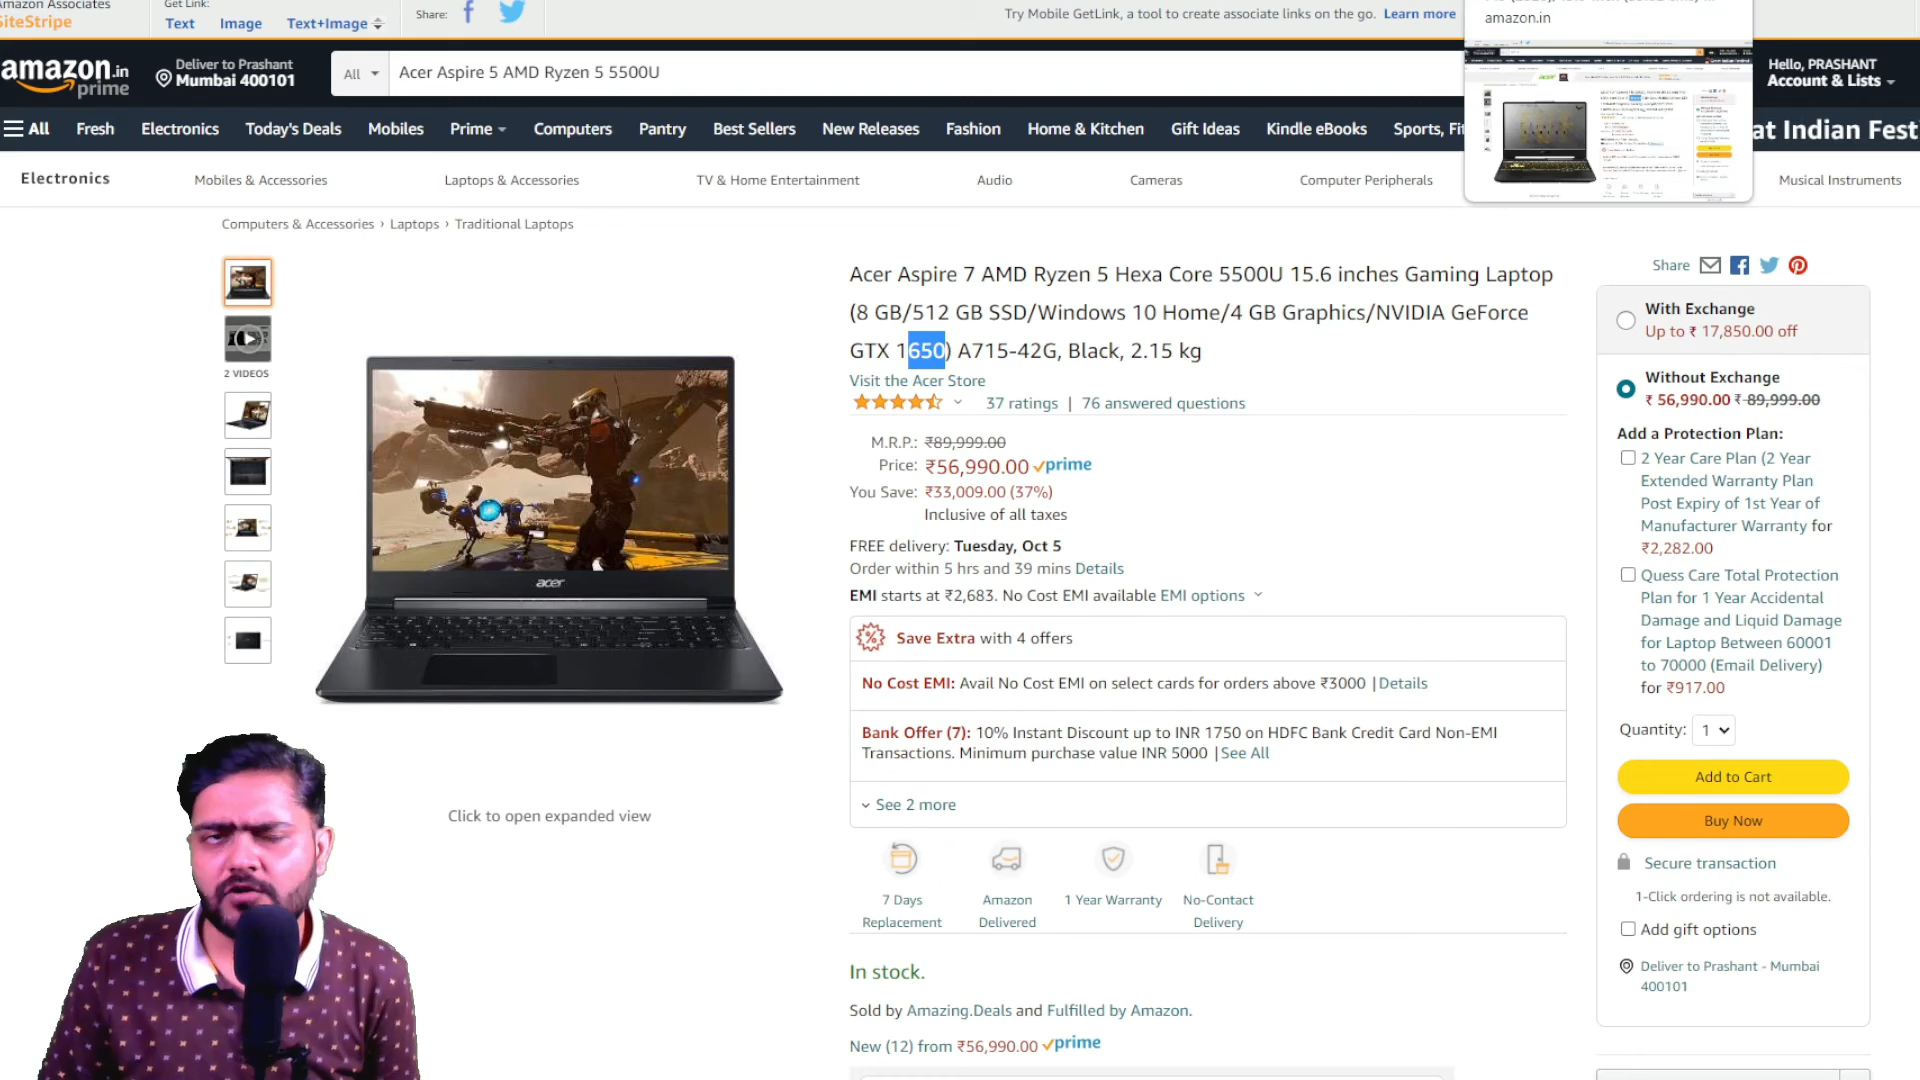 Amazon Associates
SiteStripe
Get Link:
Text
Image
Text+Image
Share:
Try Mobile GetLink, a tool to create associate links on the go. Learn more
amazon.in
amazon.in
prime
Deliver to Prashant
Mumbai 400101
All
Acer Aspire 5 AMD Ryzen 5 5500U
Hello, PRASHANT
Account & Lists
All
Fresh
Electronics
Today's Deals
Mobiles
Prime
Computers
Pantry
Best Sellers
New Releases
Fashion
Home & Kitchen
Gift Ideas
Kindle eBooks
Sports, Fit
at Indian Fest
Electronics
Mobiles & Accessories
Laptops & Accessories
TV & Home Entertainment
Audio
Cameras
Computer Peripherals
Musical Instruments
Computers & Accessories › Laptops › Traditional Laptops
2 VIDEOS
acer
Click to open expanded view
Acer Aspire 7 AMD Ryzen 5 Hexa Core 5500U 15.6 inches Gaming Laptop
(8 GB/512 GB SSD/Windows 10 Home/4 GB Graphics/NVIDIA GeForce
GTX 1650) A715-42G, Black, 2.15 kg
Visit the Acer Store
37 ratings | 76 answered questions
M.R.P.: ₹89,999.00
Price: ₹56,990.00 prime
You Save: ₹33,009.00 (37%)
Inclusive of all taxes
FREE delivery: Tuesday, Oct 5
Order within 5 hrs and 39 mins Details
EMI starts at ₹2,683. No Cost EMI available EMI options
Save Extra with 4 offers
No Cost EMI: Avail No Cost EMI on select cards for orders above ₹3000 |Details
Bank Offer (7): 10% Instant Discount up to INR 1750 on HDFC Bank Credit Card Non-EMI
Transactions. Minimum purchase value INR 5000 |See All
See 2 more
7 Days
Replacement
Amazon
Delivered
1 Year Warranty
No-Contact
Delivery
In stock.
Sold by Amazing.Deals and Fulfilled by Amazon.
New (12) from ₹56,990.00 prime
Share
With Exchange
Up to ₹ 17,850.00 off
Without Exchange
₹ 56,990.00 ₹ 89,999.00
Add a Protection Plan:
2 Year Care Plan (2 Year
Extended Warranty Plan
Post Expiry of 1st Year of
Manufacturer Warranty for
₹2,282.00
Quess Care Total Protection
Plan for 1 Year Accidental
Damage and Liquid Damage
for Laptop Between 60001
to 70000 (Email Delivery)
for ₹917.00
Quantity: 1
Add to Cart
Buy Now
Secure transaction
1-Click ordering is not available.
Add gift options
Deliver to Prashant - Mumbai
400101